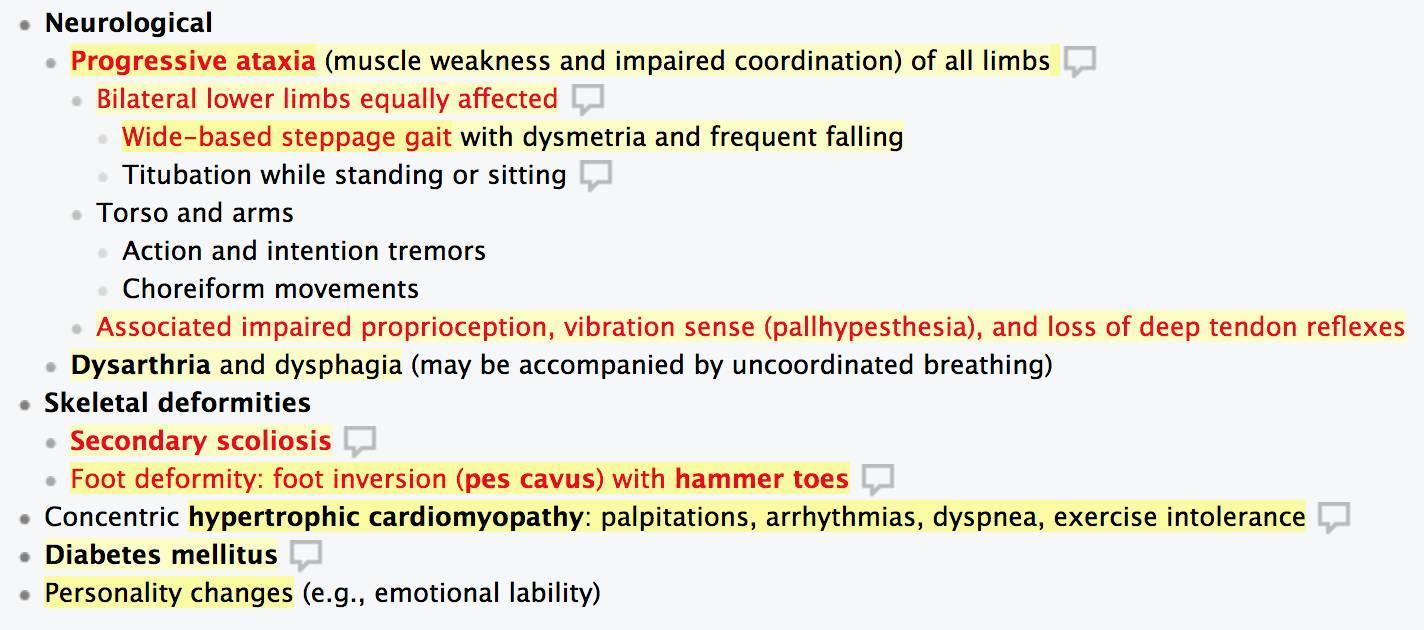 Neurological
Progressive ataxia (muscle weakness and impaired coordination) of all limbs
Bilateral lower limbs equally affected
Wide-based steppage gait with dysmetria and frequent falling
Titubation while standing or sitting
Torso and arms
Action and intention tremors
Choreiform movements
Associated impaired proprioception, vibration sense (pallhypesthesia), and loss of deep tendon reflexes
Dysarthria and dysphagia (may be accompanied by uncoordinated breathing)
Skeletal deformities
Secondary scoliosis
Foot deformity: foot inversion (pes cavus) with hammer toes
Concentric hypertrophic cardiomyopathy: palpitations, arrhythmias, dyspnea, exercise intolerance
Diabetes mellitus
Personality changes (e.g., emotional lability)